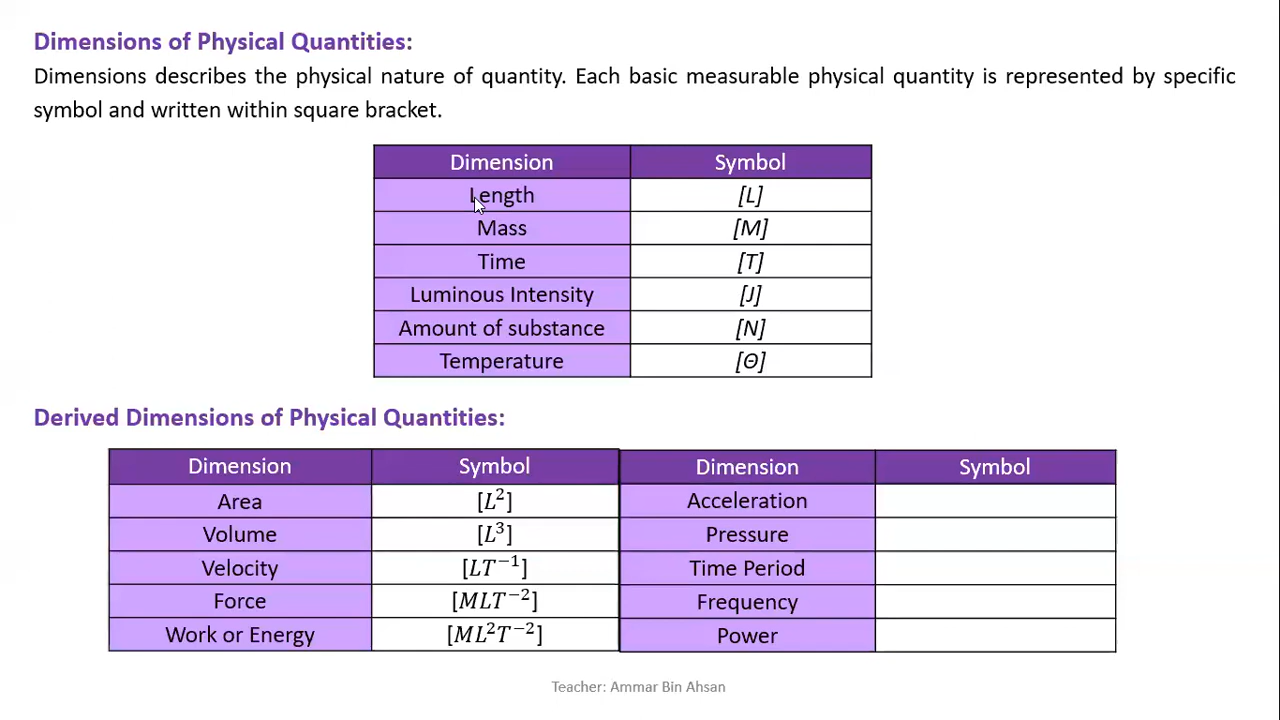 Dimensions of Physical Quantities:
Dimensions describes the physical nature of quantity. Each basic measurable physical quantity is represented by specific
symbol and written within square bracket.
Dimension Symbol
Length [L]
Mass [M]
Time [T]
Luminous Intensity [J]
Amount of substance [N]
Temperature [Θ]
Derived Dimensions of Physical Quantities:
Dimension Symbol Dimension Symbol
Area [L²] Acceleration
Volume [L³] Pressure
Velocity [LT⁻¹] Time Period
Force [MLT⁻²] Frequency
Work or Energy [ML²T⁻²] Power
Teacher: Ammar Bin Ahsan